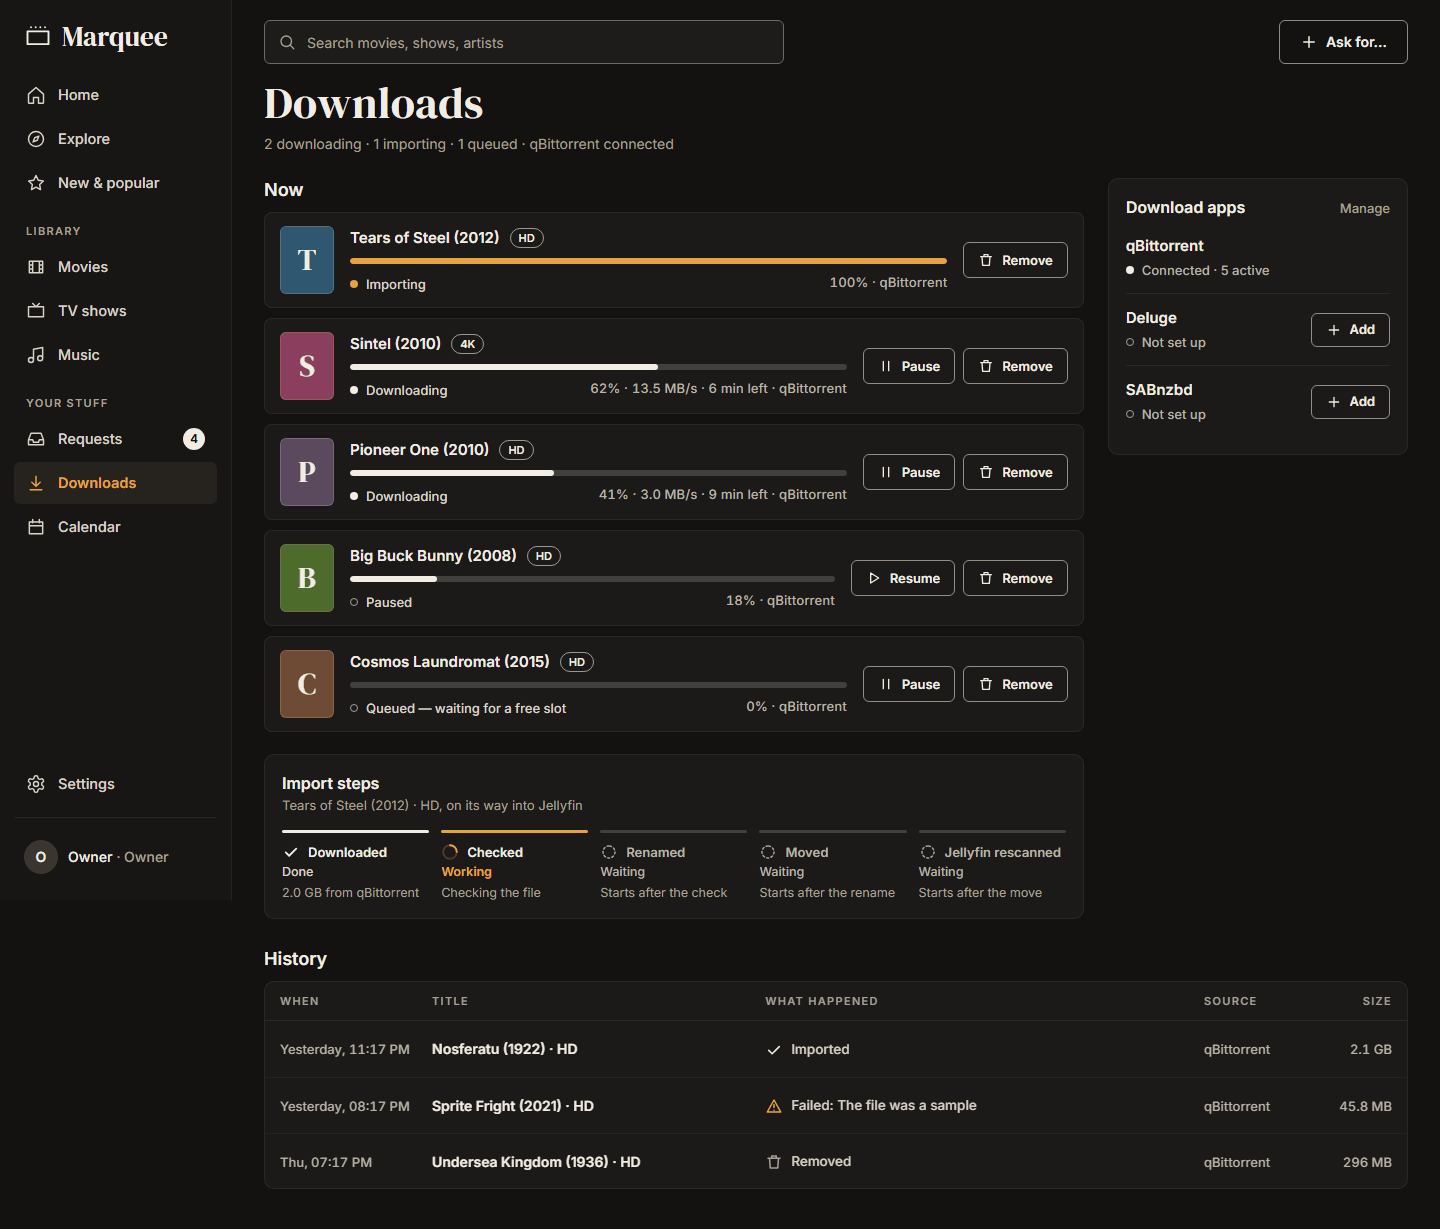 Marquee
Search movies, shows, artists
Ask for...
Home
Explore
New & popular
LIBRARY
Movies
TV shows
Music
YOUR STUFF
Requests 4
Downloads
Calendar
Settings
O Owner · Owner
Downloads
2 downloading · 1 importing · 1 queued · qBittorrent connected
Now
T
Tears of Steel (2012) HD
Importing 100% · qBittorrent
Remove
S
Sintel (2010) 4K
Downloading 62% · 13.5 MB/s · 6 min left · qBittorrent
Pause Remove
P
Pioneer One (2010) HD
Downloading 41% · 3.0 MB/s · 9 min left · qBittorrent
Pause Remove
B
Big Buck Bunny (2008) HD
Paused 18% · qBittorrent
Resume Remove
C
Cosmos Laundromat (2015) HD
Queued — waiting for a free slot 0% · qBittorrent
Pause Remove
Download apps Manage
qBittorrent
Connected · 5 active
Deluge
Not set up
Add
SABnzbd
Not set up
Add
Import steps
Tears of Steel (2012) · HD, on its way into Jellyfin
Downloaded
Done
2.0 GB from qBittorrent
Checked
Working
Checking the file
Renamed
Waiting
Starts after the check
Moved
Waiting
Starts after the rename
Jellyfin rescanned
Waiting
Starts after the move
History
WHEN TITLE WHAT HAPPENED SOURCE SIZE
Yesterday, 11:17 PM Nosferatu (1922) · HD Imported qBittorrent 2.1 GB
Yesterday, 08:17 PM Sprite Fright (2021) · HD Failed: The file was a sample qBittorrent 45.8 MB
Thu, 07:17 PM Undersea Kingdom (1936) · HD Removed qBittorrent 296 MB